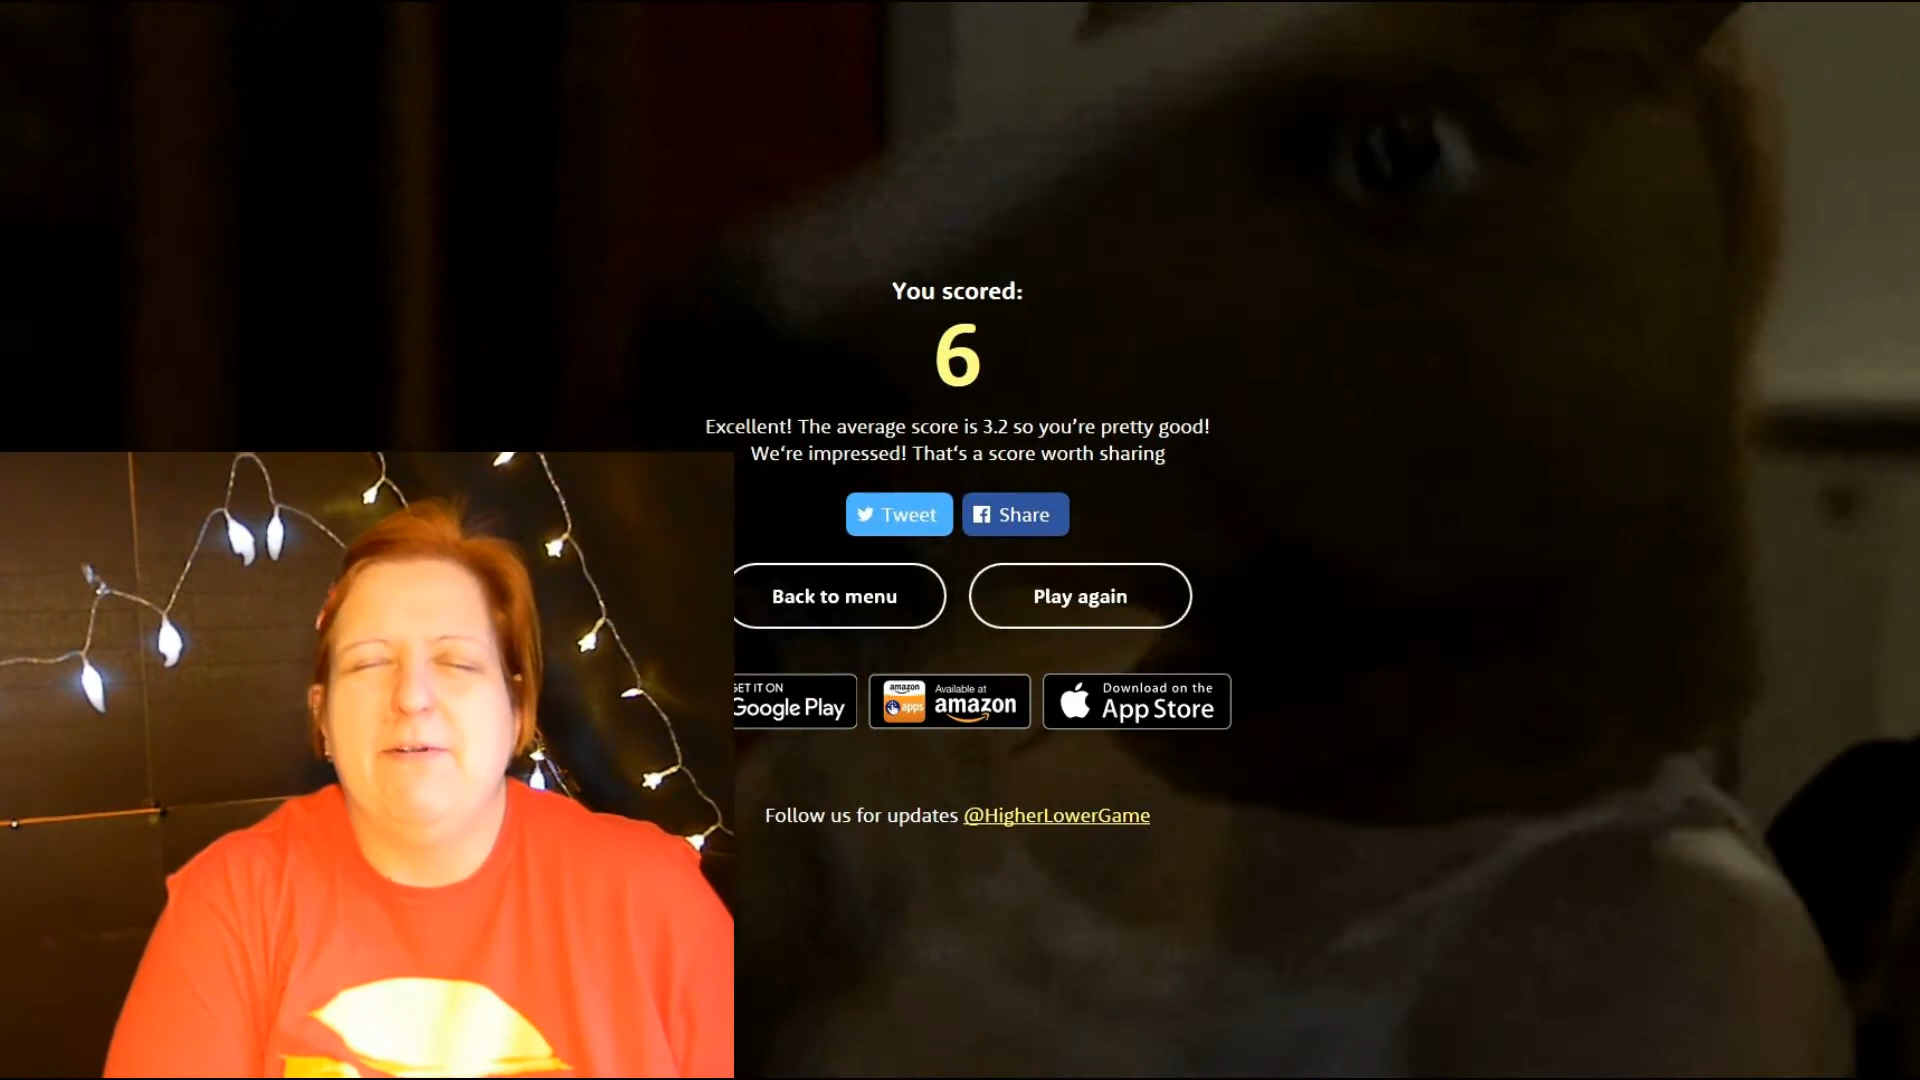 You scored:
6
Excellent! The average score is 3.2 so you're pretty good!
We're impressed! That's a score worth sharing
Tweet
Share
Back to menu
Play again
GET IT ON
Google Play
amazon
apps
Available at
amazon
Download on the
App Store
Follow us for updates @HigherLowerGame